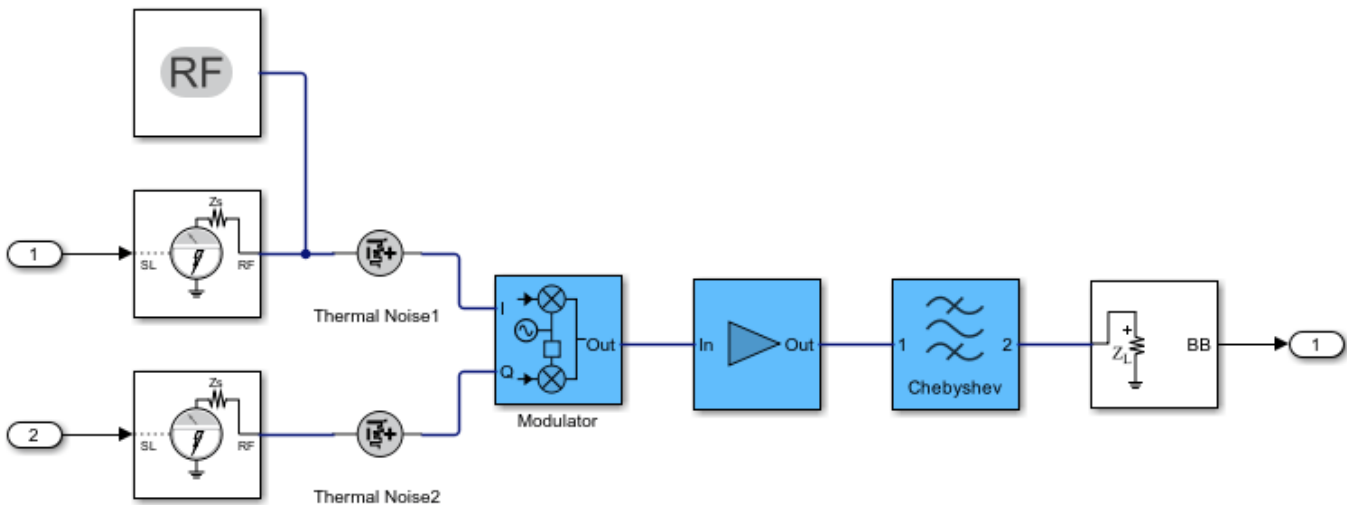 RF
1
Zs
SL
RF
Thermal Noise1
2
Zs
SL
RF
Thermal Noise2
I
Q
Out
Modulator
In
Out
1
2
Chebyshev
+
ZL
BB
1